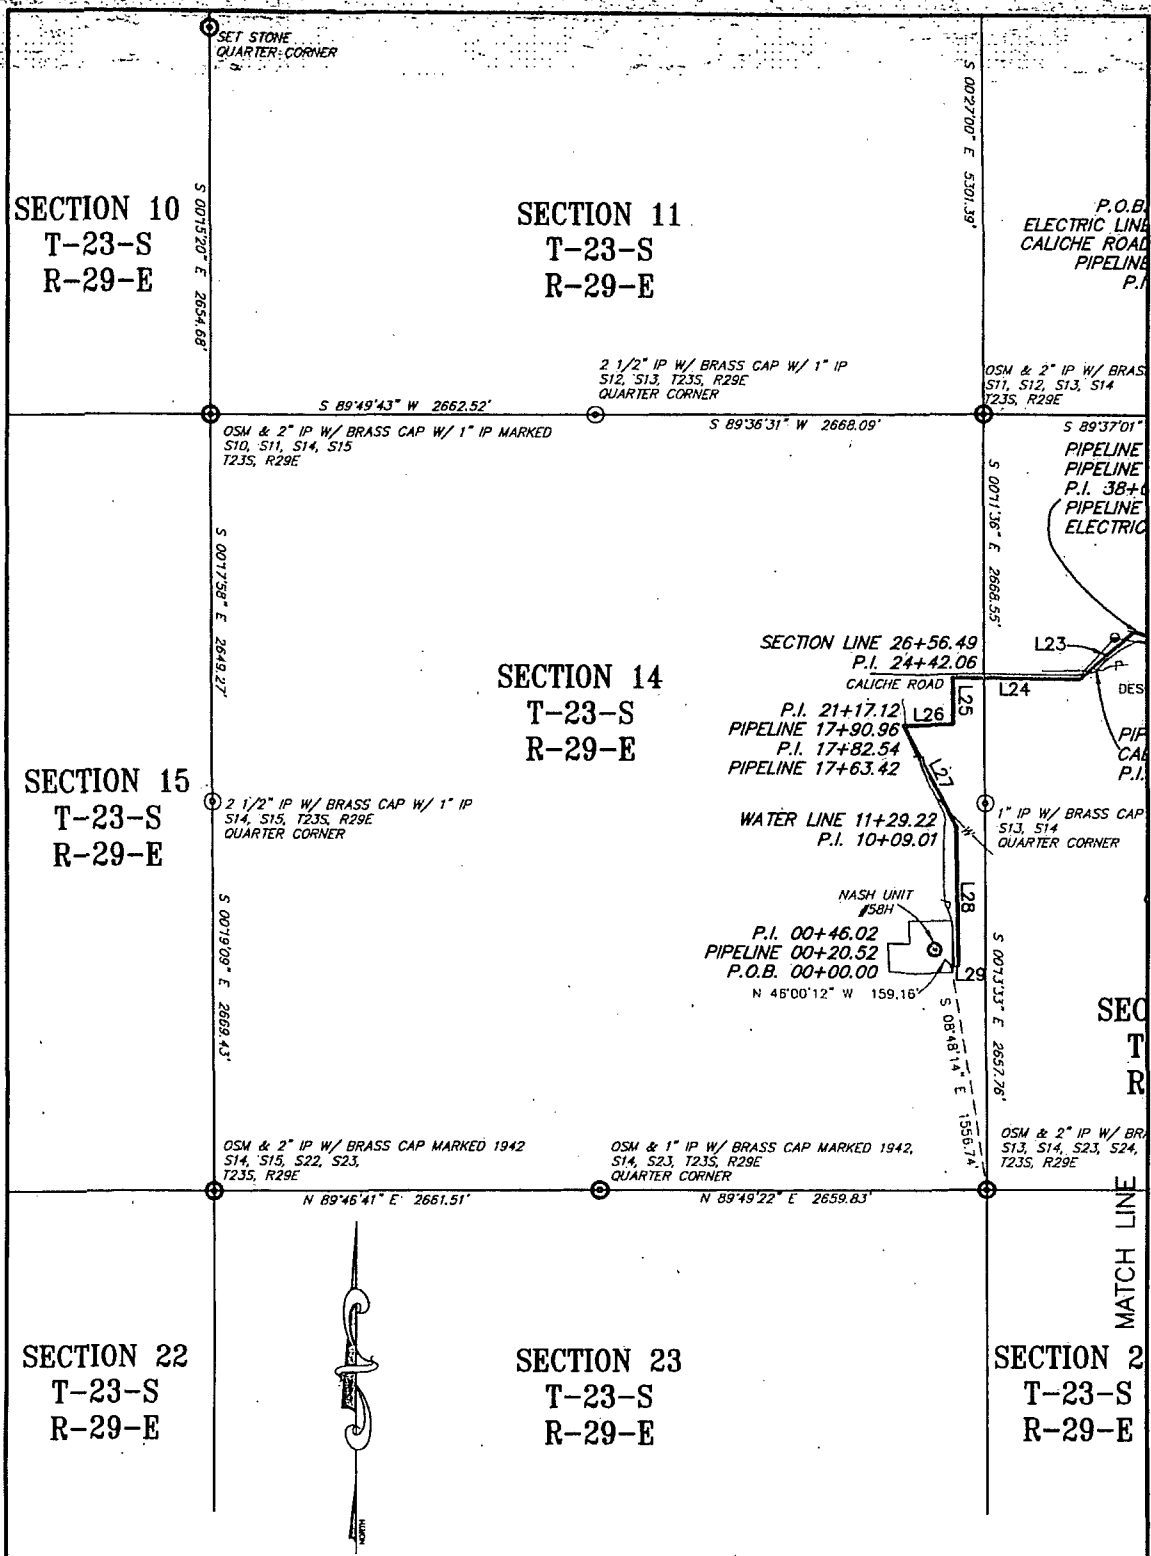 SET STONE
QUARTER CORNER
S 00°15'20" E 2654.68'
S 00°27'00" E 5301.39'
SECTION 10
T-23-S
R-29-E
SECTION 11
T-23-S
R-29-E
P.O.B.
ELECTRIC LINE
CALICHE ROAD
PIPELINE
P.I
2 1/2" IP W/ BRASS CAP W/ 1" IP
S12, S13, T23S, R29E
QUARTER CORNER
OSM & 2" IP W/ BRAS
S11, S12, S13, S14
T23S, R29E
S 89°49'43" W 2662.52'
S 89°36'31" W 2668.09'
S 89°37'01"
OSM & 2" IP W/ BRASS CAP W/ 1" IP MARKED
S10, S11, S14, S15
T23S, R29E
PIPELINE
PIPELINE
P.I. 38+
PIPELINE
ELECTRIC
S 00°17'58" E 2649.27'
S 00°11'36" E 2668.55'
SECTION LINE 26+56.49
P.I. 24+42.06
CALICHE ROAD
L23
L24
L25
L26
P
DES
SECTION 14
T-23-S
R-29-E
P.I. 21+17.12
PIPELINE 17+90.96
P.I. 17+82.54
PIPELINE 17+63.42
L27
PIP
CAL
P.I.
SECTION 15
T-23-S
R-29-E
2 1/2" IP W/ BRASS CAP W/ 1" IP
S14, S15, T23S, R29E
QUARTER CORNER
WATER LINE 11+29.22
P.I. 10+09.01
W
1" IP W/ BRASS CAP
S13, S14
QUARTER CORNER
NASH UNIT
#58H
L28
P
P.I. 00+46.02
PIPELINE 00+20.52
P.O.B. 00+00.00
L29
N 46°00'12" W 159.16'
S 00°19'09" E 2669.43'
S 08°48'14" E 1556.74'
S 00°13'33" E 2657.76'
SEC
T
R
OSM & 2" IP W/ BRASS CAP MARKED 1942
S14, S15, S22, S23,
T23S, R29E
OSM & 1" IP W/ BRASS CAP MARKED 1942,
S14, S23, T23S, R29E
QUARTER CORNER
OSM & 2" IP W/ BRA
S13, S14, S23, S24,
T23S, R29E
N 89°46'41" E 2661.51'
N 89°49'22" E 2659.83'
MATCH LINE
SECTION 22
T-23-S
R-29-E
SECTION 23
T-23-S
R-29-E
SECTION 2
T-23-S
R-29-E
NORTH